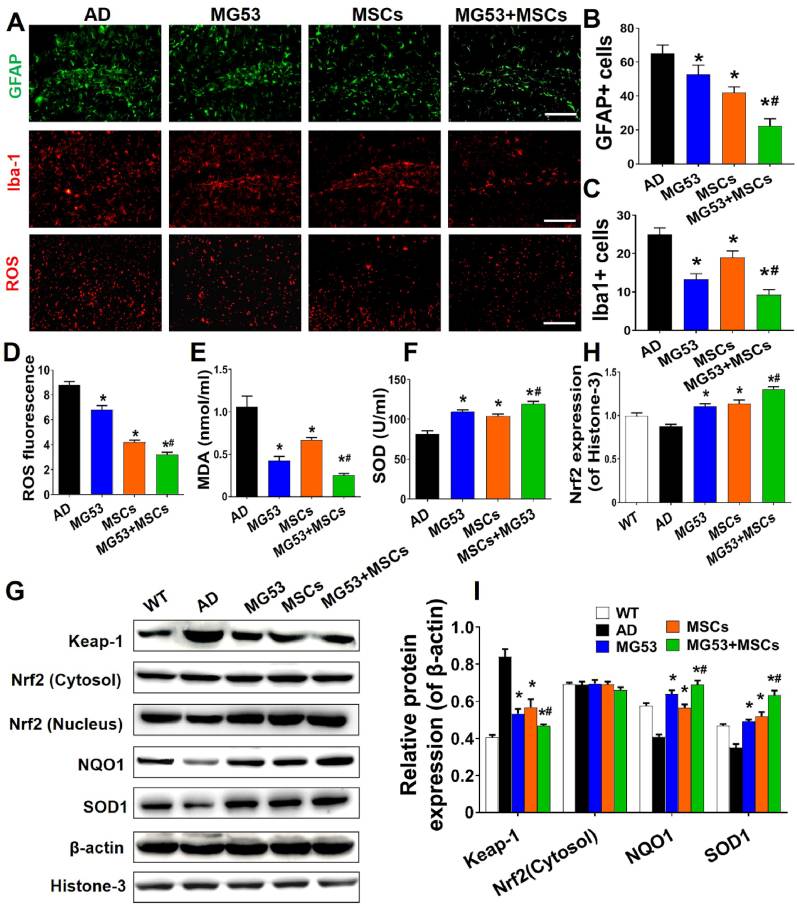 A
AD
MG53
MSCs
MG53+MSCs
GFAP
Iba-1
ROS
B
GFAP+ cells
80
60
40
20
0
*
*
*#
AD
MG53
MSCs
MG53+MSCs
C
Iba1+ cells
30
20
10
0
*
*
*#
AD
MG53
MSCs
MG53+MSCs
D
ROS fluorescence
10
8
6
4
2
0
*
*
*#
AD
MG53
MSCs
MG53+MSCs
E
MDA (nmol/ml)
1.5
1.0
0.5
0.0
*
*
*#
AD
MG53
MSCs
MG53+MSCs
F
SOD (U/ml)
150
100
50
0
*
*
*#
AD
MG53
MSCs
MSCs+MG53
H
Nrf2 expression
(of Histone-3)
1.5
1.0
0.5
0.0
*
*
*#
WT
AD
MG53
MSCs
MG53+MSCs
G
WT
AD
MG53
MSCs
MG53+MSCs
Keap-1
Nrf2 (Cytosol)
Nrf2 (Nucleus)
NQO1
SOD1
β-actin
Histone-3
I
WT
AD
MG53
MSCs
MG53+MSCs
Relative protein
expression (of β-actin)
1.0
0.8
0.6
0.4
0.2
0
*
*
*#
*
*
*#
*
*
*#
Keap-1
Nrf2(Cytosol)
NQO1
SOD1